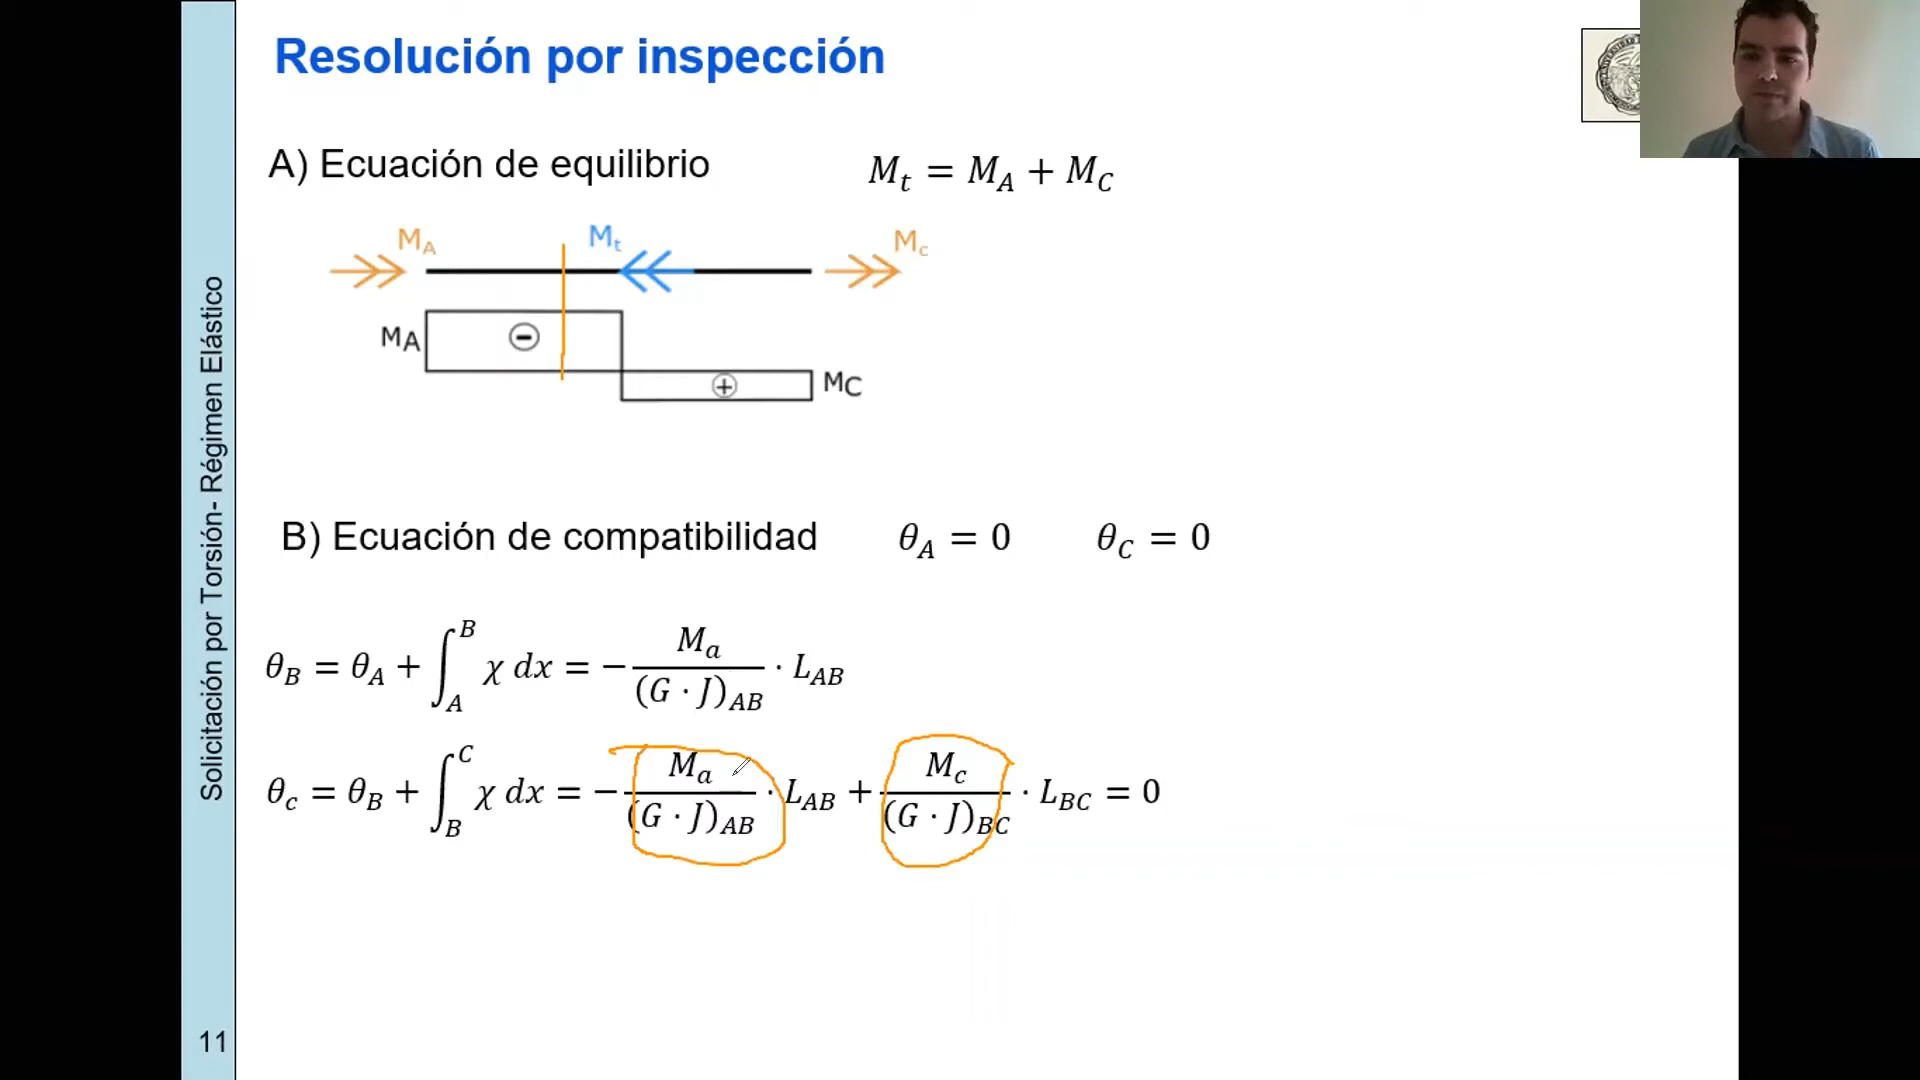 Resolución por inspección
A) Ecuación de equilibrio
M_t = M_A + M_C
M_A
M_t
M_c
M_A
−
+
M_C
B) Ecuación de compatibilidad
θ_A = 0
θ_C = 0
θ_B = θ_A + ∫_A^B χ dx = − M_a / (G · J)_AB · L_AB
θ_c = θ_B + ∫_B^C χ dx = − M_a / (G · J)_AB · L_AB + M_c / (G · J)_BC · L_BC = 0
Solicitación por Torsión- Régimen Elástico
11